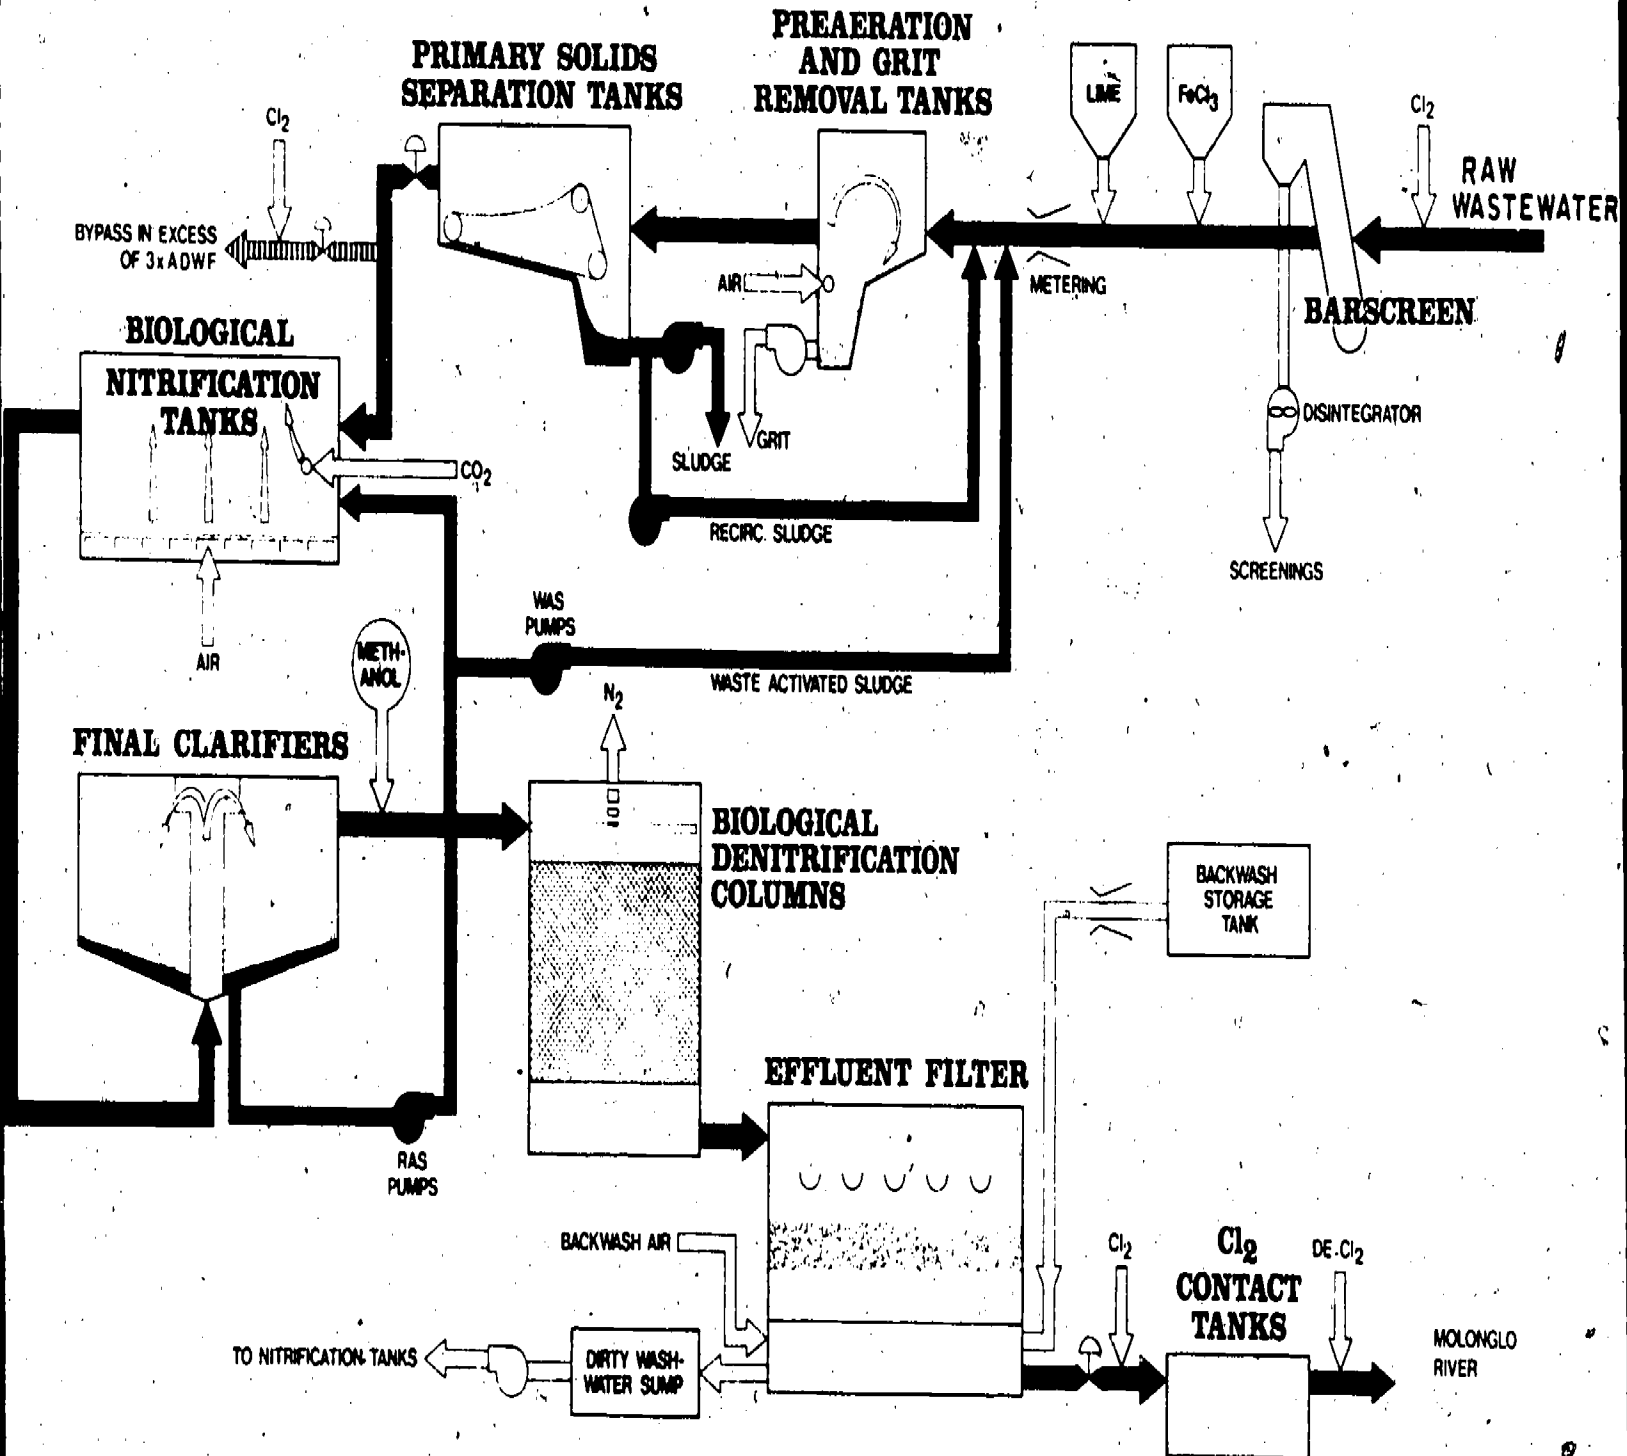 PREAERATION
AND GRIT
REMOVAL TANKS
PRIMARY SOLIDS
SEPARATION TANKS
LIME
FeCl3
Cl2
RAW
WASTEWATER
Cl2
BYPASS IN EXCESS
OF 3xADWF
AIR
METERING
BARSCREEN
BIOLOGICAL
NITRIFICATION
TANKS
DISINTEGRATOR
GRIT
SLUDGE
CO2
RECIRC. SLUDGE
SCREENINGS
WAS
PUMPS
AIR
METH-
ANOL
WASTE ACTIVATED SLUDGE
N2
FINAL CLARIFIERS
BIOLOGICAL
DENITRIFICATION
COLUMNS
BACKWASH
STORAGE
TANK
EFFLUENT FILTER
RAS
PUMPS
BACKWASH AIR
Cl2
Cl2
CONTACT
TANKS
DE-Cl2
MOLONGLO
RIVER
TO NITRIFICATION TANKS
DIRTY WASH-
WATER SUMP